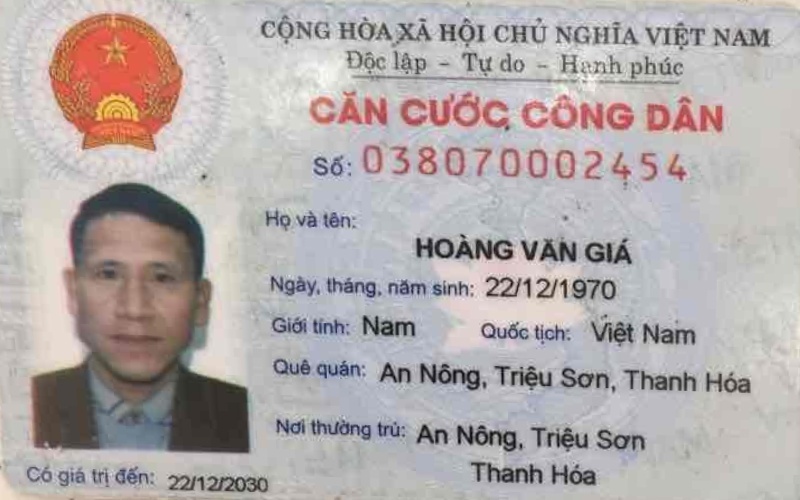 CỘNG HÒA XÃ HỘI CHỦ NGHĨA VIỆT NAM
Độc lập - Tự do - Hạnh phúc
CĂN CƯỚC CÔNG DÂN
Số: 038070002454
Họ và tên:
HOÀNG VĂN GIÁ
Ngày, tháng, năm sinh: 22/12/1970
Giới tính: Nam Quốc tịch: Việt Nam
Quê quán: An Nông, Triệu Sơn, Thanh Hóa
Nơi thường trú: An Nông, Triệu Sơn
Thanh Hóa
Có giá trị đến: 22/12/2030